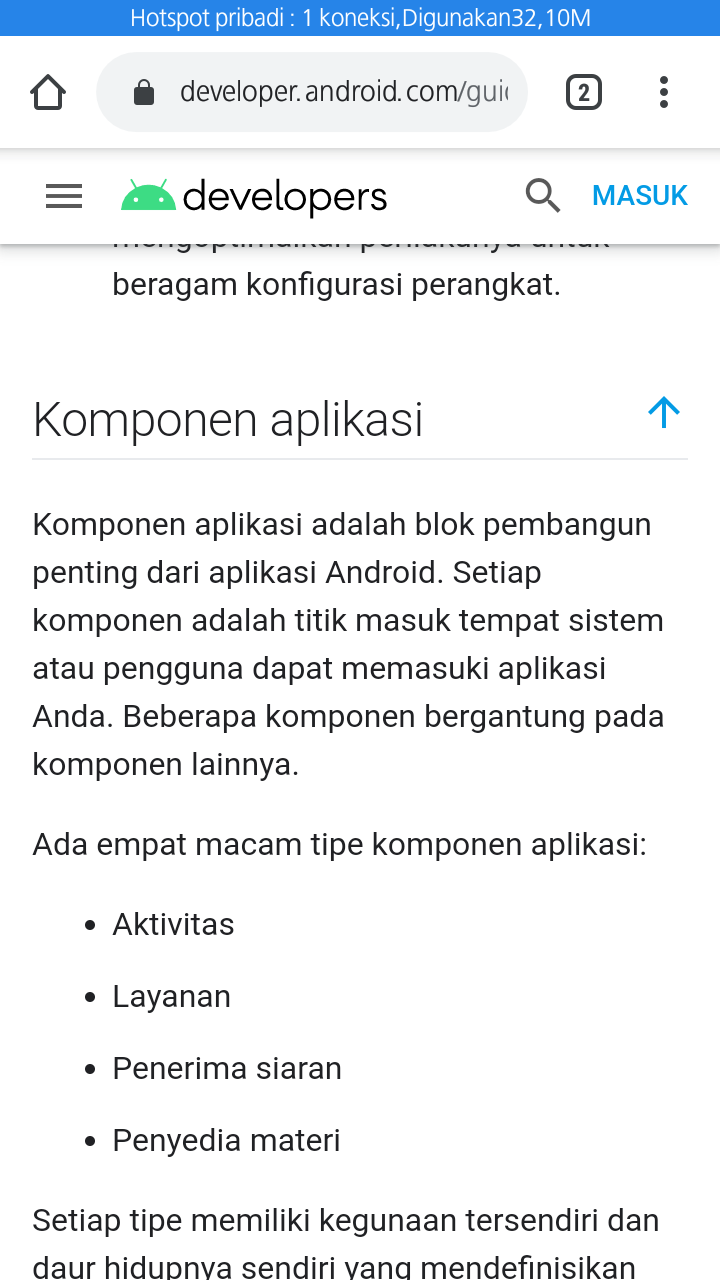 Hotspot pribadi : 1 koneksi,Digunakan32,10M
developer.android.com/gui
2
developers
MASUK
mengoptimalkan perilakunya untuk
beragam konfigurasi perangkat.
Komponen aplikasi
Komponen aplikasi adalah blok pembangun
penting dari aplikasi Android. Setiap
komponen adalah titik masuk tempat sistem
atau pengguna dapat memasuki aplikasi
Anda. Beberapa komponen bergantung pada
komponen lainnya.
Ada empat macam tipe komponen aplikasi:
• Aktivitas
• Layanan
• Penerima siaran
• Penyedia materi
Setiap tipe memiliki kegunaan tersendiri dan
daur hidupnya sendiri yang mendefinisikan